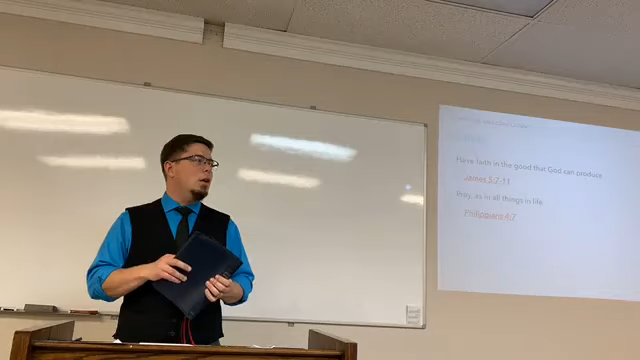 Have faith in the good that God can produce
James 5:7-11
Pray, as in all things in life
Philippians 4:7